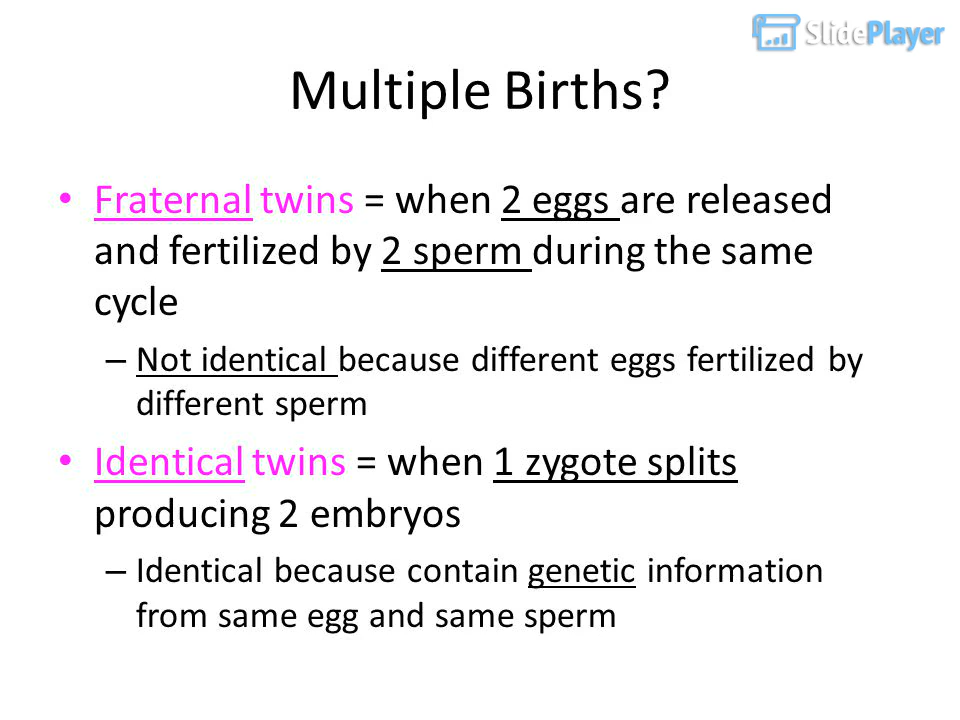 SlidePlayer
Multiple Births?
• Fraternal twins = when 2 eggs are released
and fertilized by 2 sperm during the same
cycle
– Not identical because different eggs fertilized by
different sperm
• Identical twins = when 1 zygote splits
producing 2 embryos
– Identical because contain genetic information
from same egg and same sperm